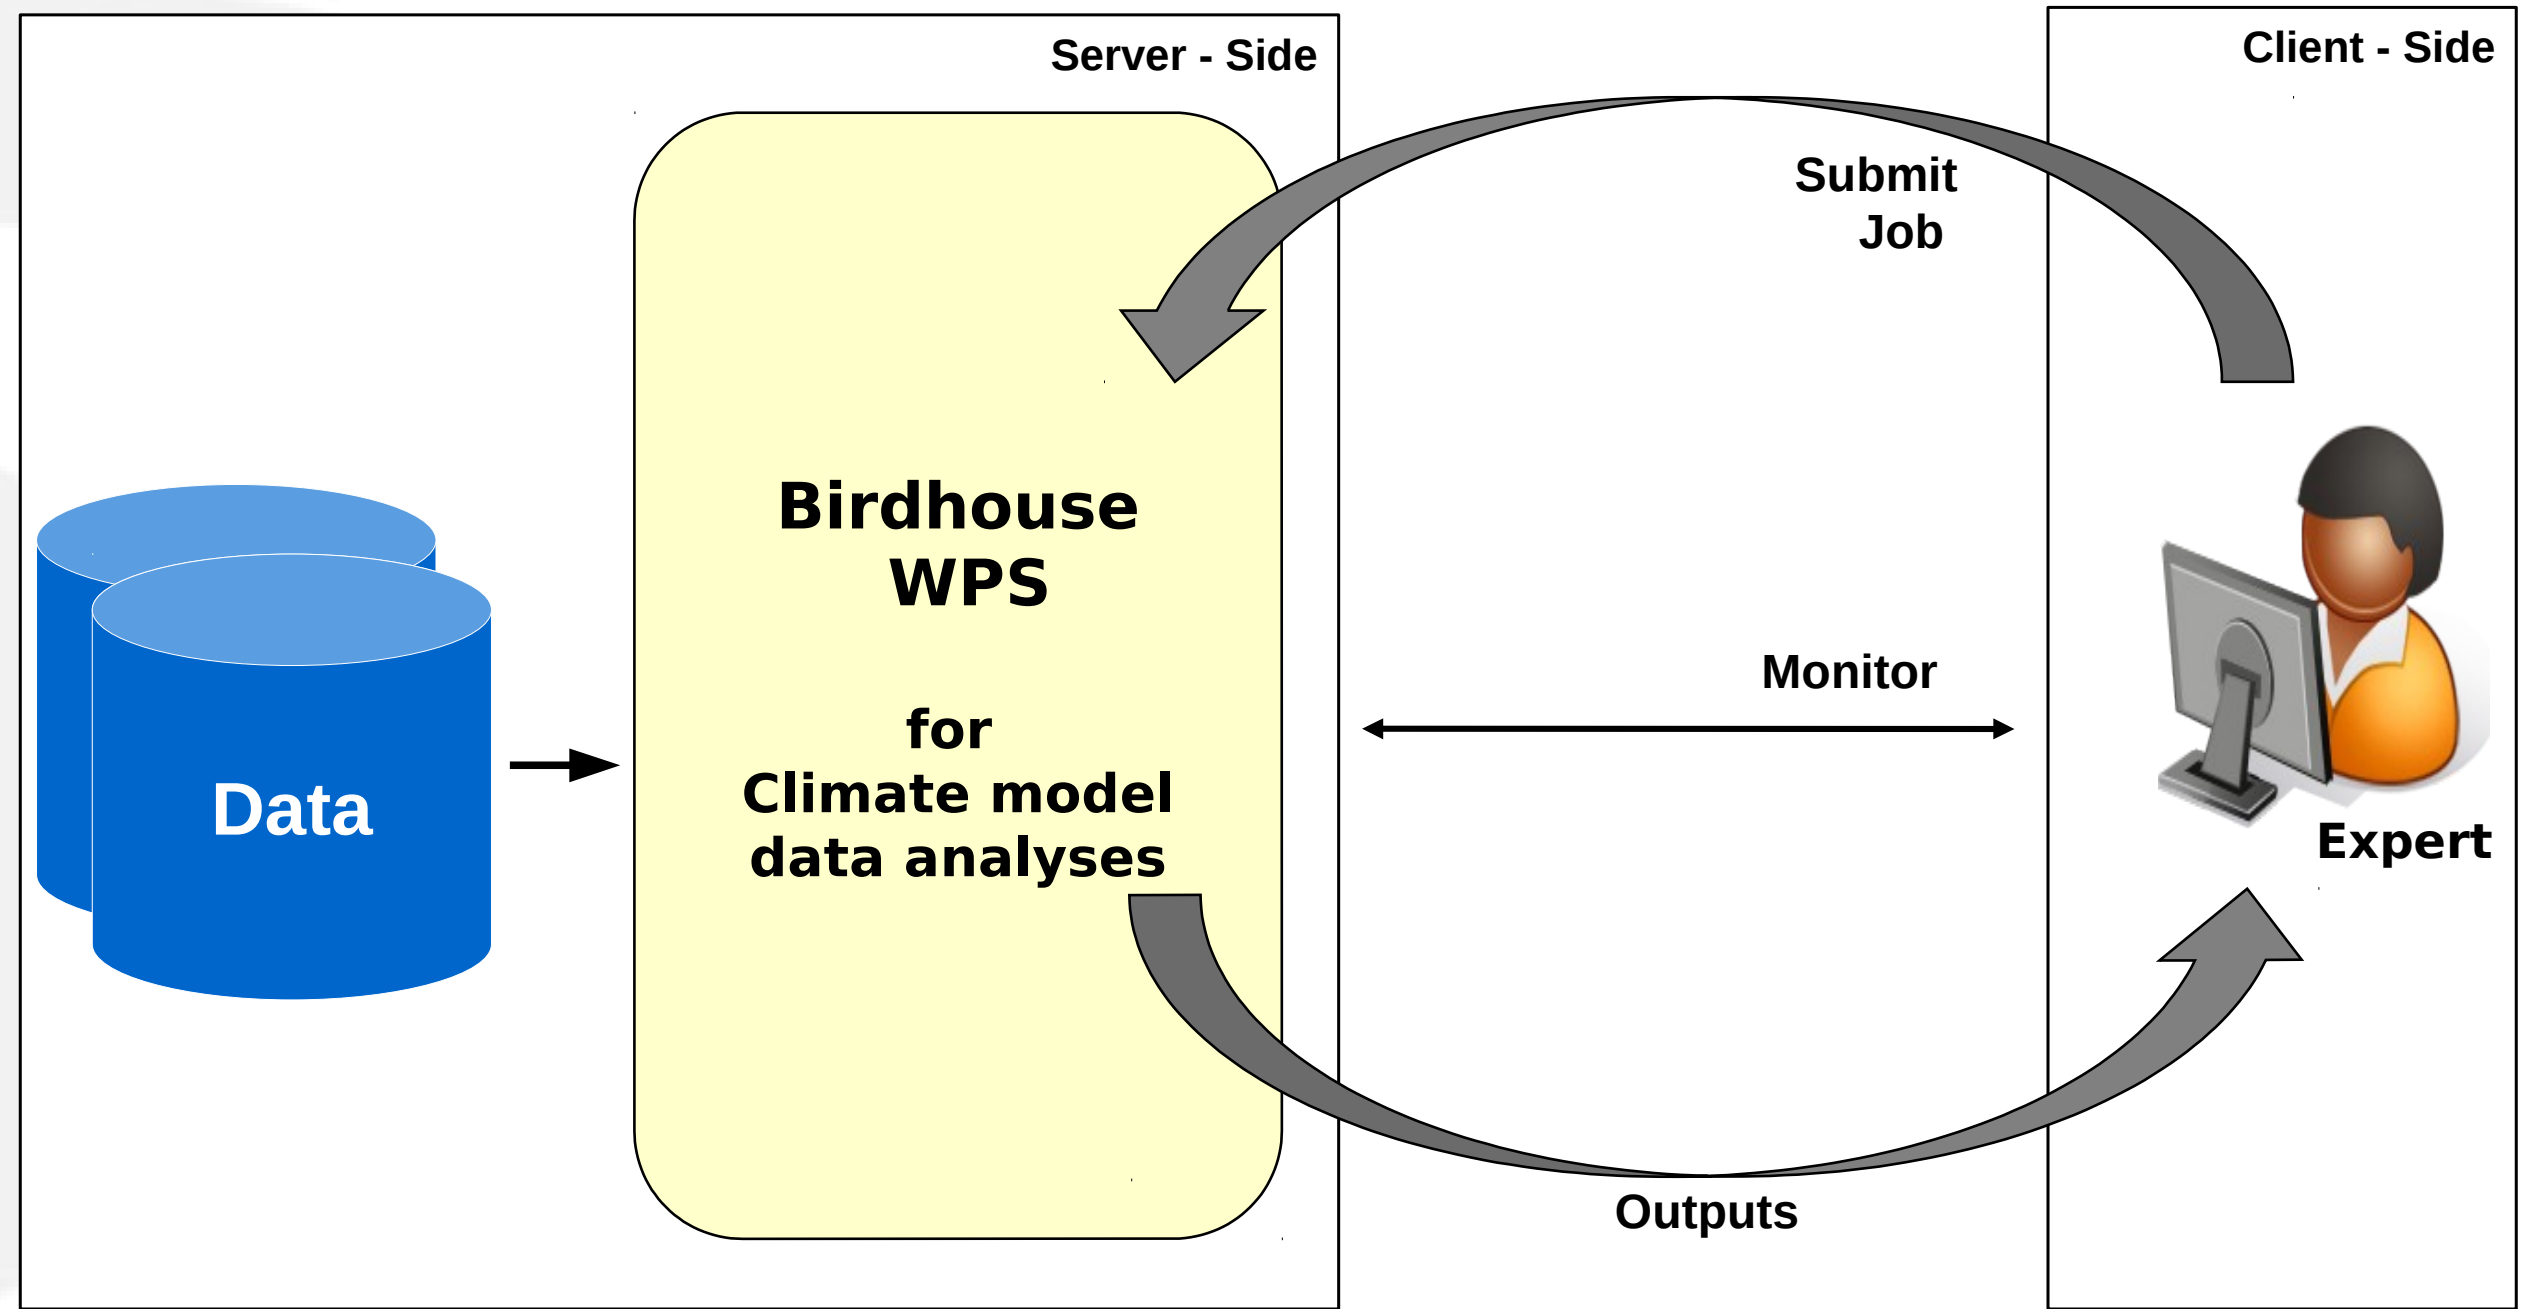 Server - Side
Client - Side
Submit
Job
Birdhouse
WPS
for
Climate model
data analyses
Data
Monitor
Expert
Outputs